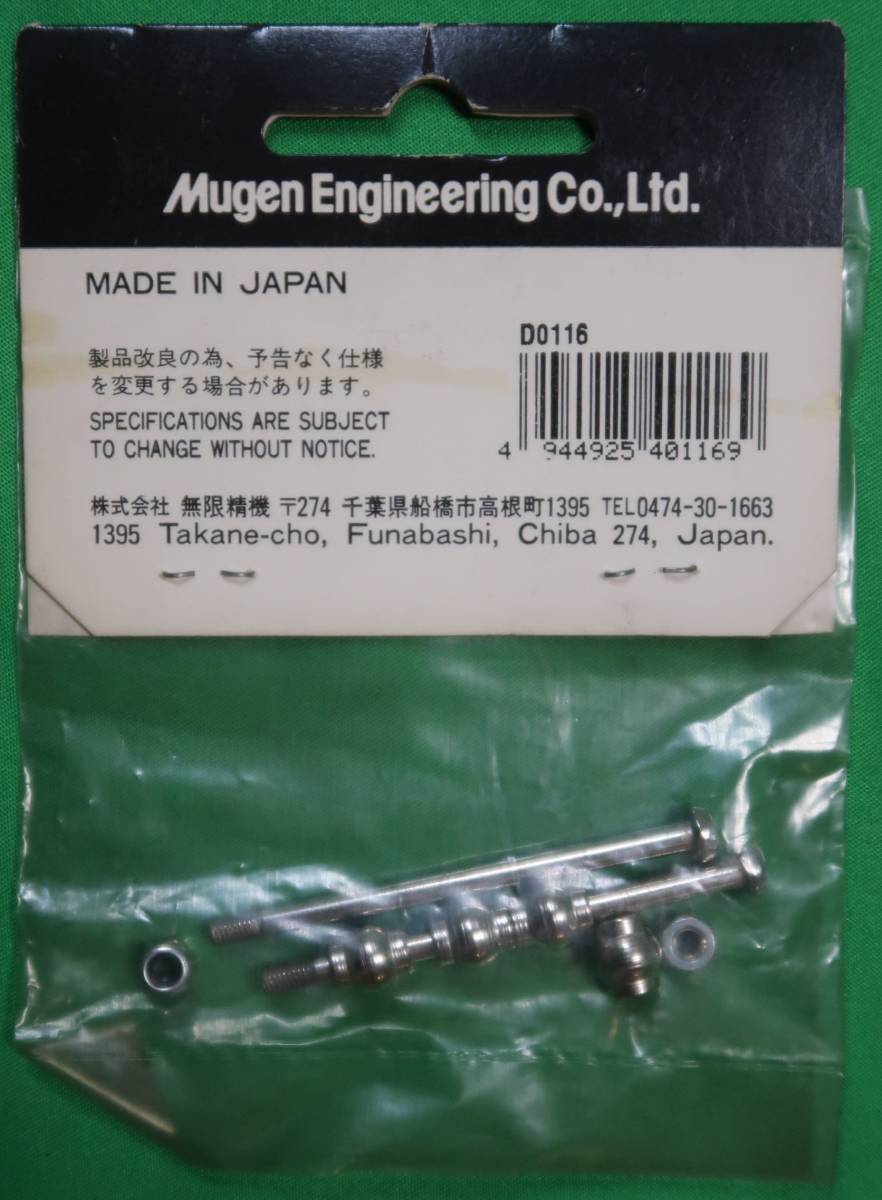 Mugen Engineering Co.,Ltd.
MADE IN JAPAN
D0116
製品改良の為、予告なく仕様
を変更する場合があります。
SPECIFICATIONS ARE SUBJECT
TO CHANGE WITHOUT NOTICE.
4 944925 401169
株式会社 無限精機 〒274 千葉県船橋市高根町1395 TEL0474-30-1663
1395 Takane-cho, Funabashi, Chiba 274, Japan.